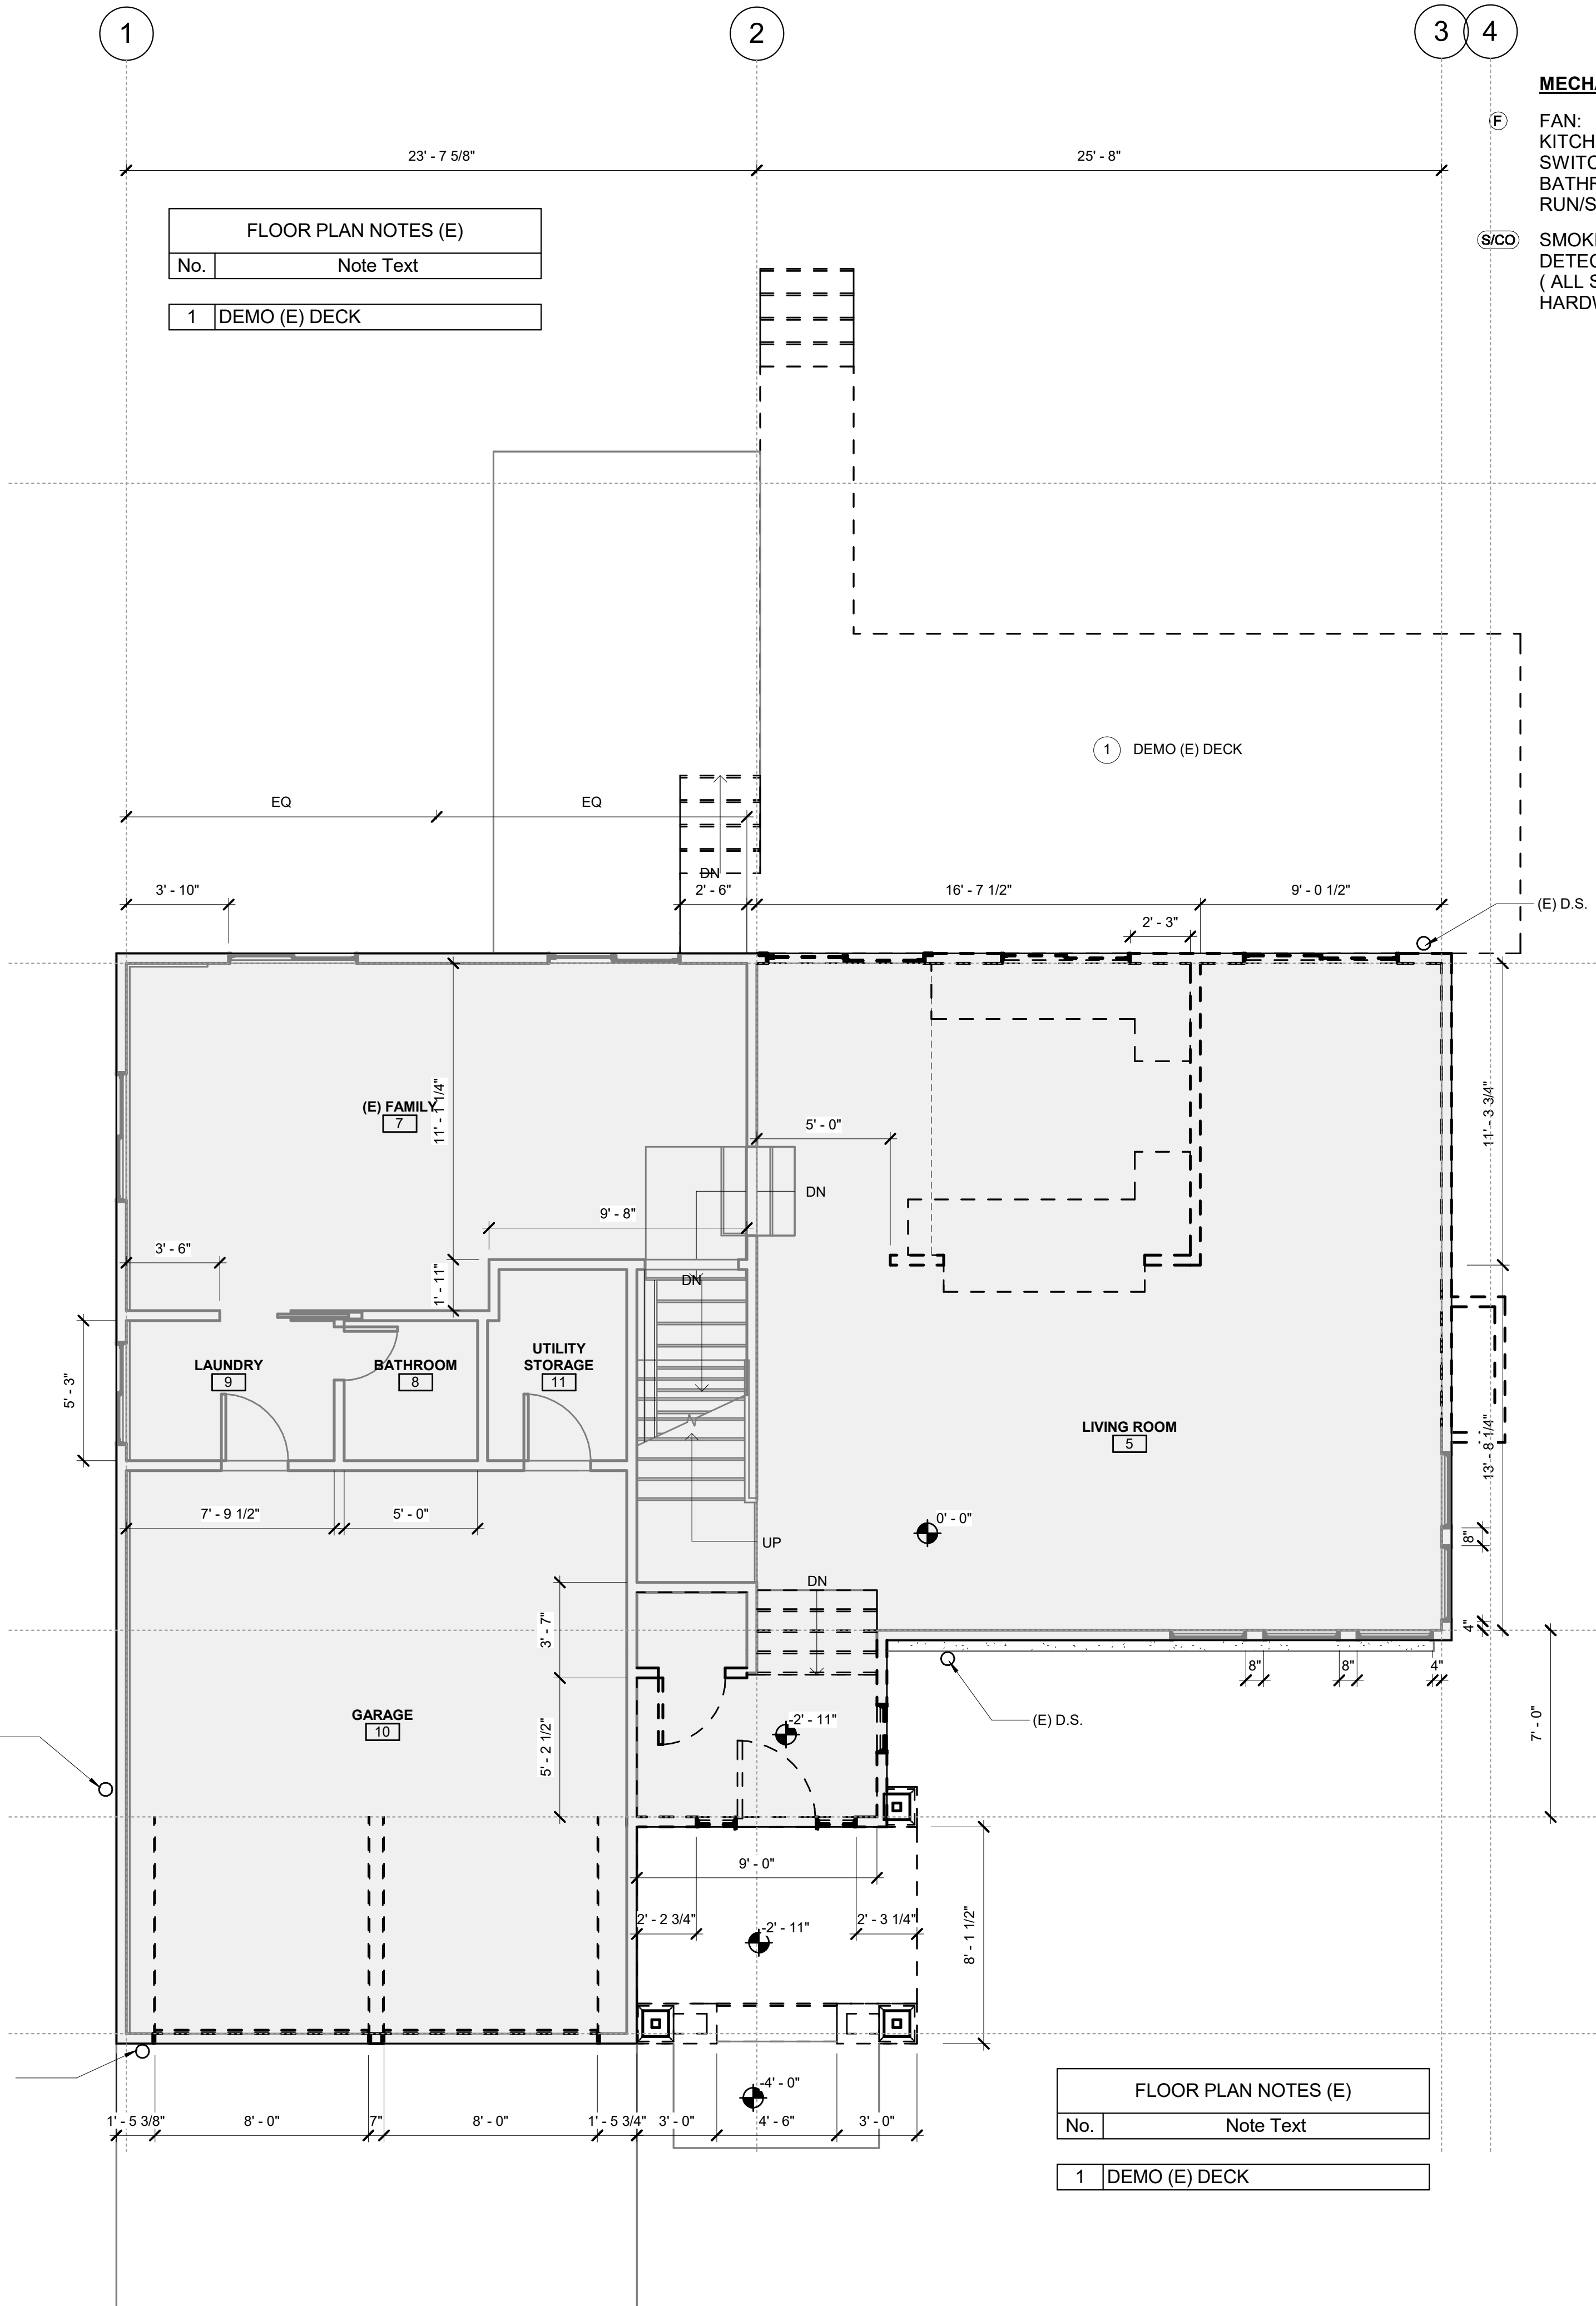 1
2
3
4
MECHA
F
FAN:
KITCH
SWITC
BATHR
RUN/S
S/CO
SMOK
DETEC
( ALL S
HARDW
23' - 7 5/8"
25' - 8"
FLOOR PLAN NOTES (E)
No. Note Text
1 DEMO (E) DECK
1 DEMO (E) DECK
EQ
EQ
DN
3' - 10"
2' - 6"
16' - 7 1/2"
9' - 0 1/2"
(E) D.S.
2' - 3"
(E) FAMILY
7
11' - 1 1/4"
11' - 3 3/4"
5' - 0"
DN
9' - 8"
3' - 6"
1' - 11"
DN
UTILITY
STORAGE
11
LAUNDRY
9
BATHROOM
8
5' - 3"
LIVING ROOM
5
13' - 8 1/4"
7' - 9 1/2"
5' - 0"
0' - 0"
UP
8"
DN
3' - 7"
4"
8"
8"
4"
GARAGE
10
-2' - 11"
(E) D.S.
7' - 0"
5' - 2 1/2"
9' - 0"
2' - 2 3/4"
-2' - 11"
2' - 3 1/4"
8' - 1 1/2"
-4' - 0"
1' - 5 3/8"
8' - 0"
7"
8' - 0"
1' - 5 3/4"
3' - 0"
4' - 6"
3' - 0"
FLOOR PLAN NOTES (E)
No. Note Text
1 DEMO (E) DECK